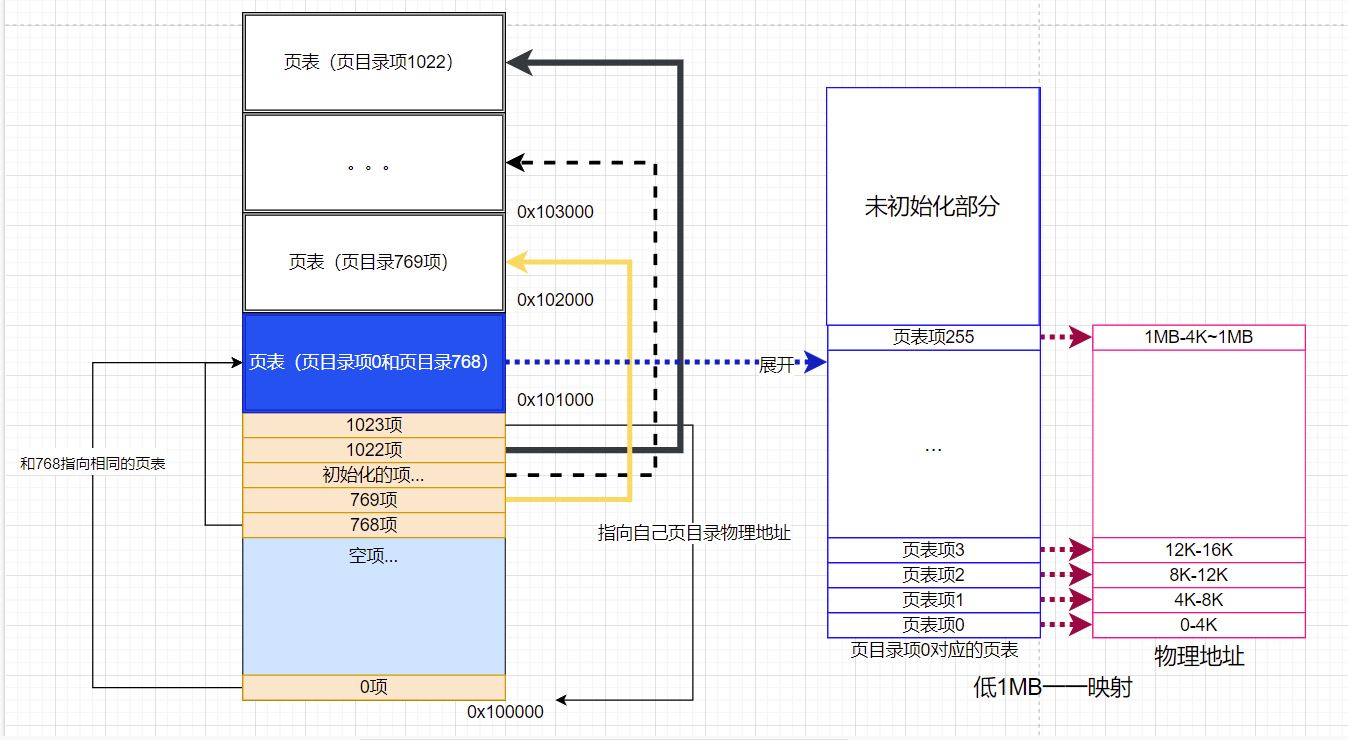 页表（页目录项1022）
。。。
0x103000
页表（页目录769项）
0x102000
页表（页目录项0和页目录768）
0x101000
1023项
1022项
初始化的项...
769项
768项
空项...
0项
0x100000
和768指向相同的页表
指向自己页目录物理地址
展开
未初始化部分
页表项255
1MB-4K~1MB
...
页表项3
12K-16K
页表项2
8K-12K
页表项1
4K-8K
页表项0
0-4K
页目录项0对应的页表
物理地址
低1MB一一映射